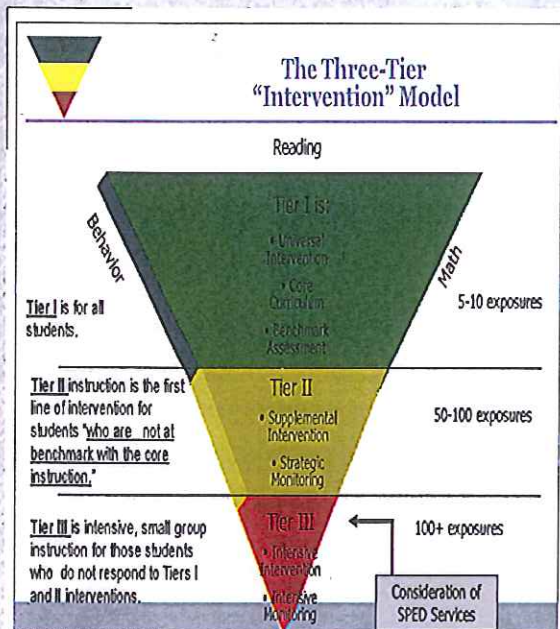 The Three-Tier
"Intervention" Model
Reading
Behavior
Math
Tier I is:
• Universal
Intervention
• Core
Curriculum
• Benchmark
Assessment
Tier I is for all
students.
5-10 exposures
Tier II instruction is the first
line of intervention for
students "who are not at
benchmark with the core
instruction."
Tier II
• Supplemental
Intervention
• Strategic
Monitoring
50-100 exposures
Tier III is intensive, small group
instruction for those students
who do not respond to Tiers I
and II interventions.
Tier III
• Intensive
Intervention
• Intensive
Monitoring
100+ exposures
Consideration of
SPED Services